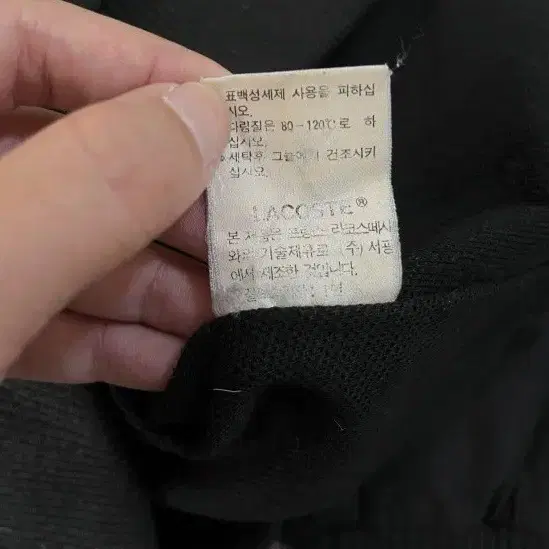 표백성세제 사용을 피하십
시오.
다림질은 80-120℃로 하
십시오.
세탁후 그늘에서 건조시키
십시오.
LACOSTE®
본 제품은 프랑스 라코스떼사
와의 기술제휴로 (주) 서광
에서 제조한 것입니다.